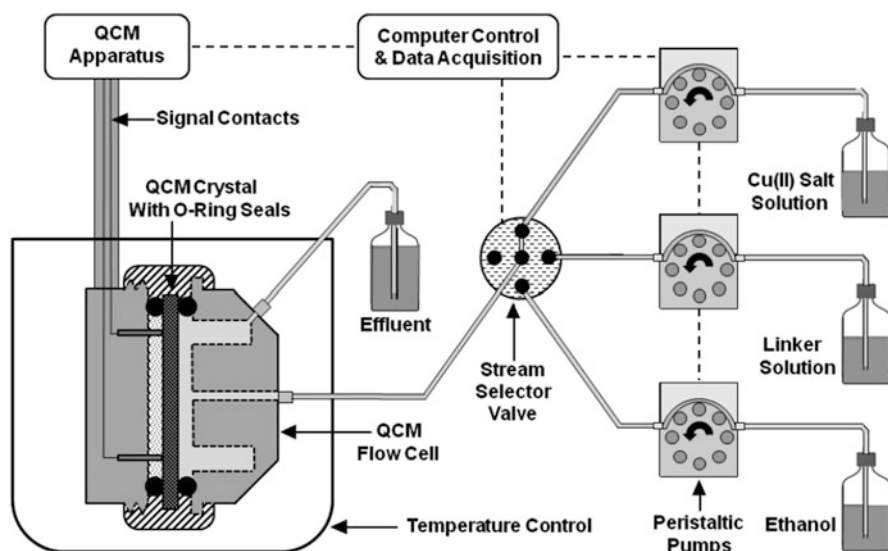 QCM
Apparatus
Computer Control
& Data Acquisition
Signal Contacts
QCM Crystal
With O-Ring Seals
Cu(II) Salt
Solution
Effluent
Stream
Selector
Valve
Linker
Solution
QCM
Flow Cell
Temperature Control
Peristaltic
Pumps
Ethanol